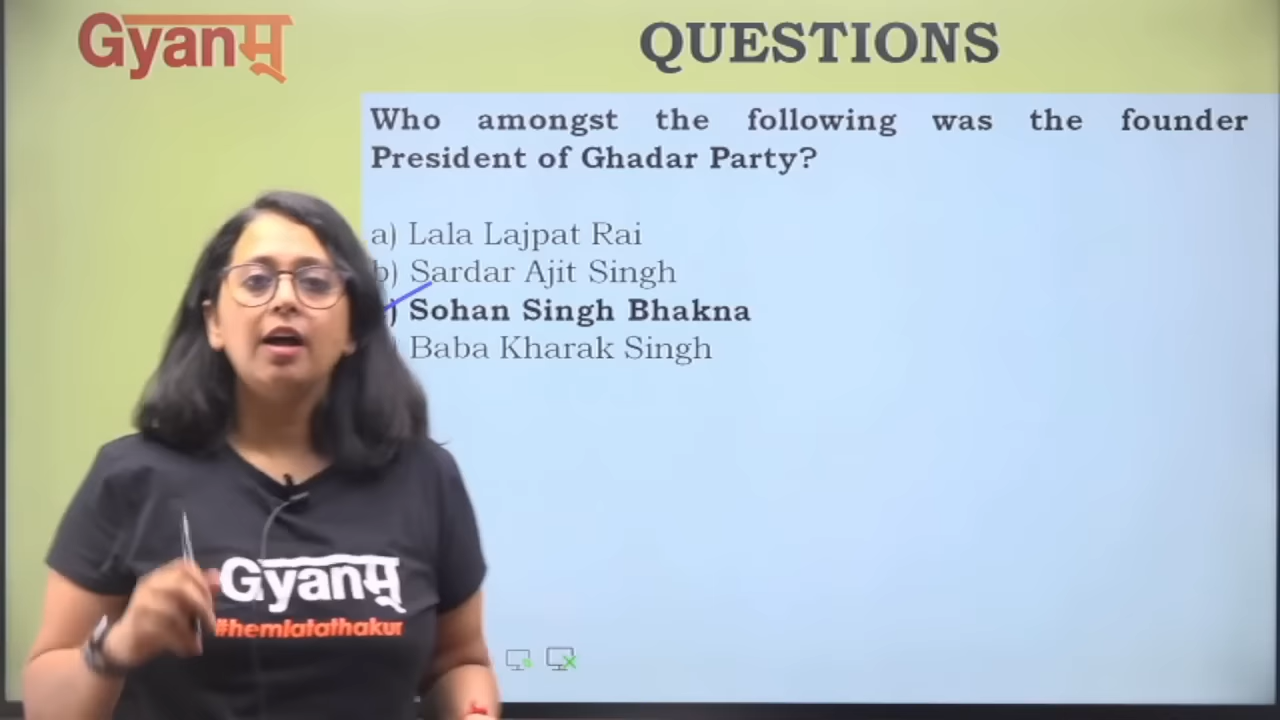 Gyanम्
QUESTIONS
Who amongst the following was the founder
President of Ghadar Party?
a) Lala Lajpat Rai
b) Sardar Ajit Singh
) Sohan Singh Bhakna
Baba Kharak Singh
Gyanम्
#hemlatathakur